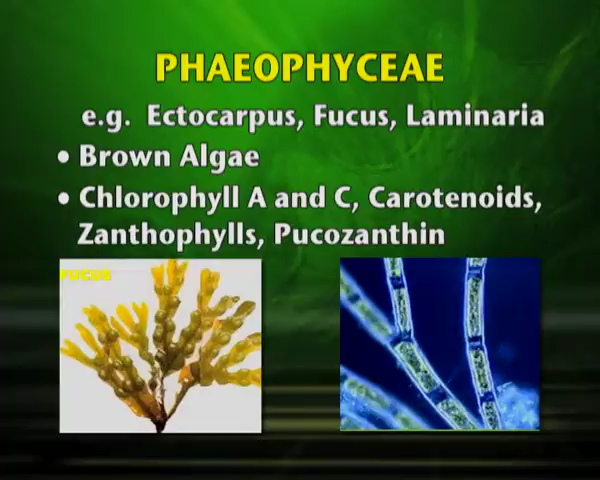 PHAEOPHYCEAE
e.g. Ectocarpus, Fucus, Laminaria
• Brown Algae
• Chlorophyll A and C, Carotenoids,
Zanthophylls, Pucozanthin
FUCUS